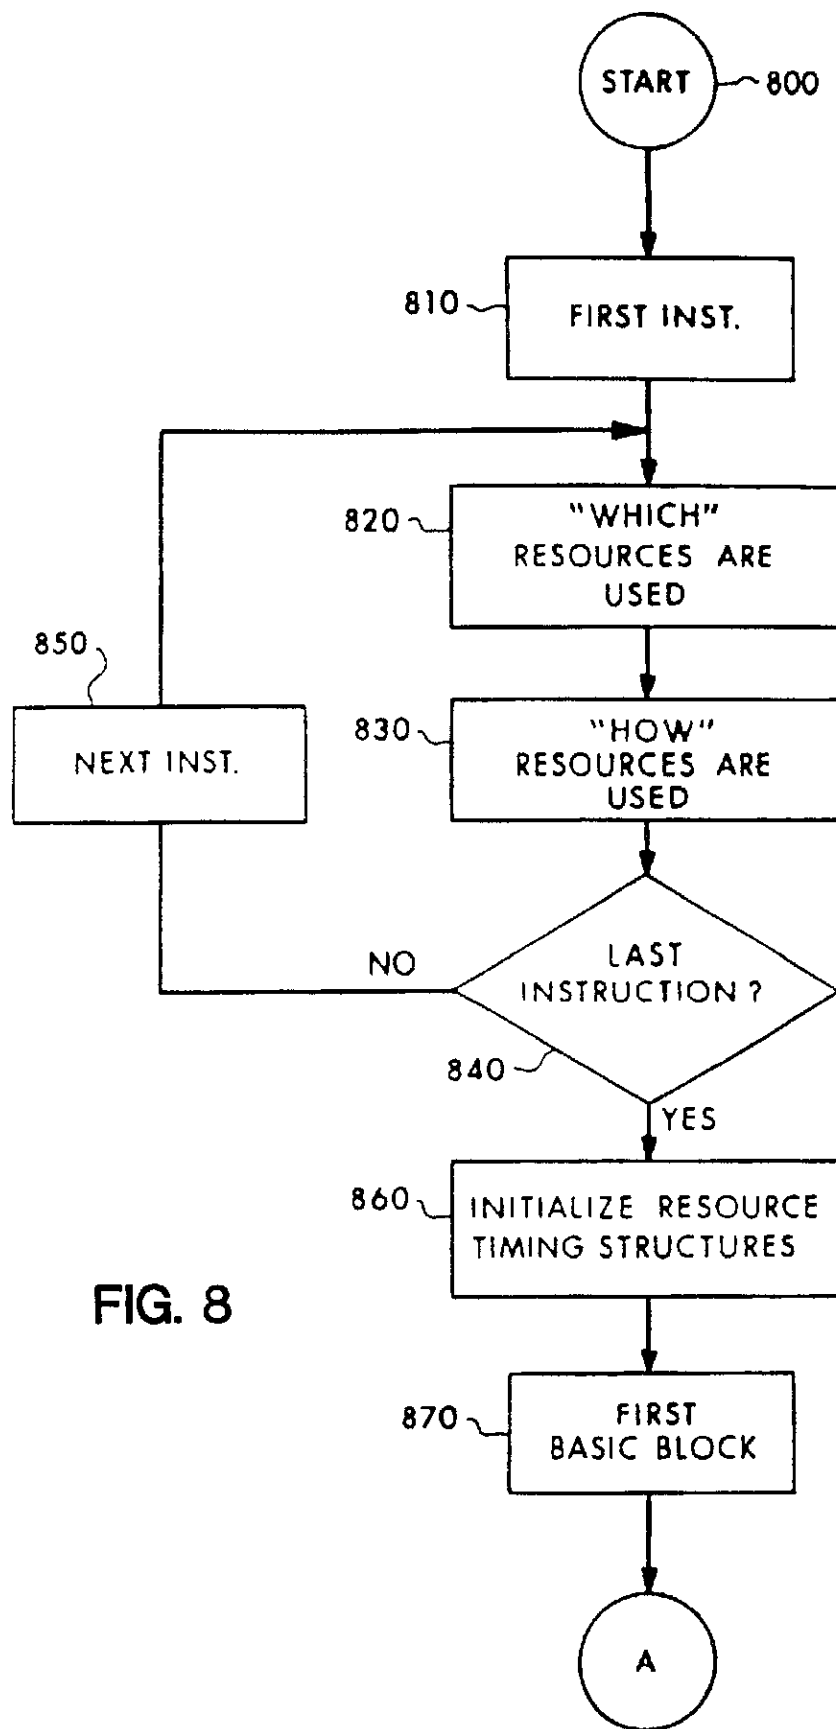 START
800
810
FIRST INST.
820
"WHICH"
RESOURCES ARE
USED
850
NEXT INST.
830
"HOW"
RESOURCES ARE
USED
NO
LAST
INSTRUCTION ?
840
YES
860
INITIALIZE RESOURCE
TIMING STRUCTURES
FIG. 8
870
FIRST
BASIC BLOCK
A